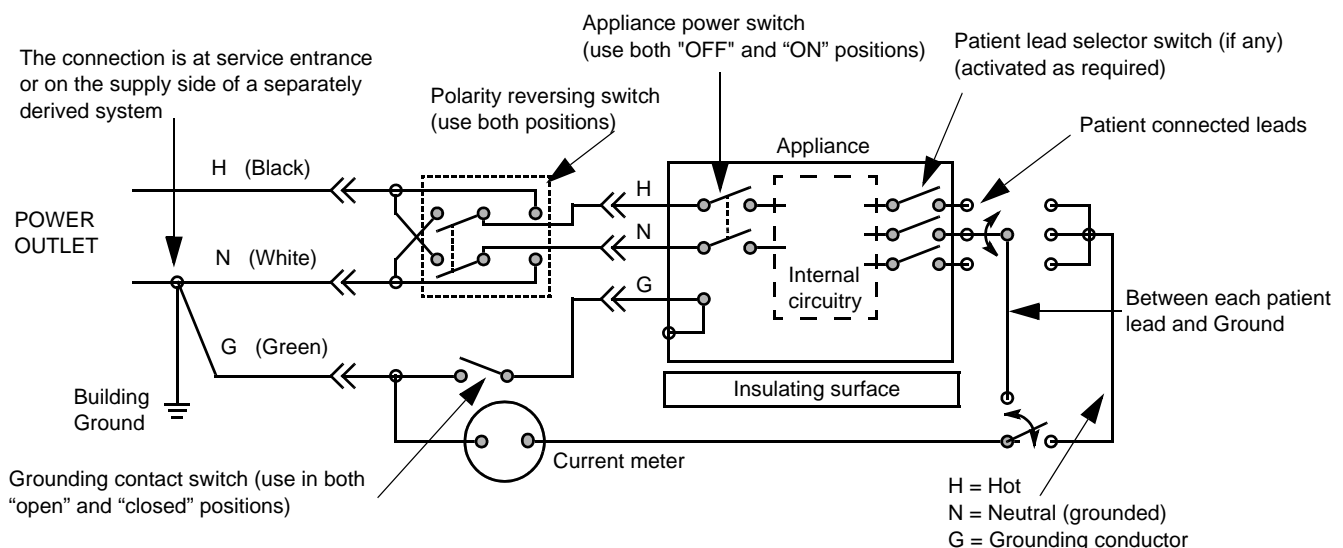 Appliance power switch
(use both "OFF" and “ON” positions)
Patient lead selector switch (if any)
(activated as required)
The connection is at service entrance
or on the supply side of a separately
derived system
Polarity reversing switch
(use both positions)
Patient connected leads
Appliance
H (Black)
H
POWER
OUTLET
N
N (White)
Internal
circuitry
G
Between each patient
lead and Ground
G (Green)
Insulating surface
Building
Ground
Current meter
Grounding contact switch (use in both
“open” and “closed” positions)
H = Hot
N = Neutral (grounded)
G = Grounding conductor